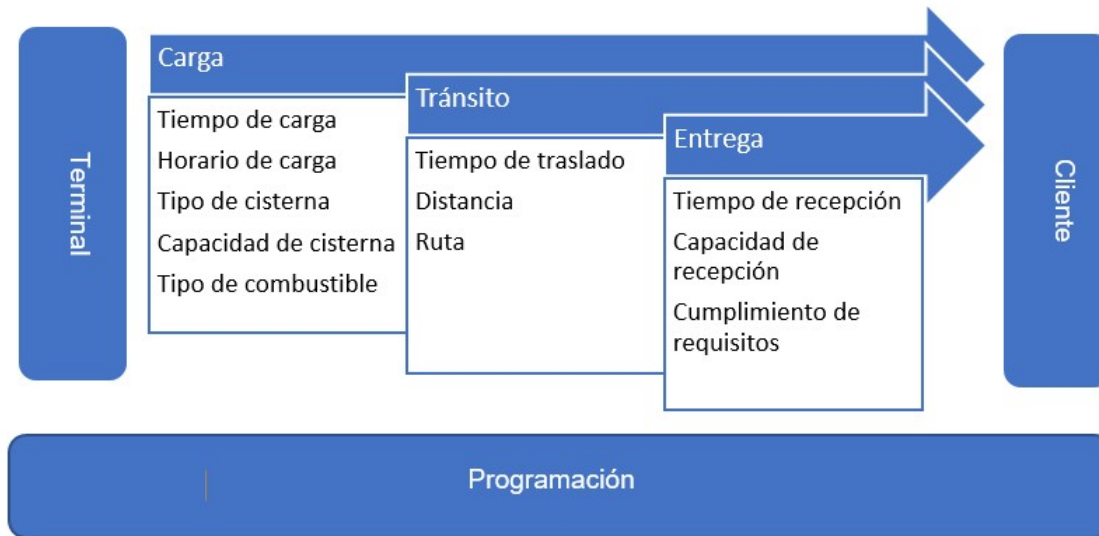 Terminal
Carga
Tiempo de carga
Horario de carga
Tipo de cisterna
Capacidad de cisterna
Tipo de combustible
Tránsito
Tiempo de traslado
Distancia
Ruta
Entrega
Tiempo de recepción
Capacidad de
recepción
Cumplimiento de
requisitos
Cliente
Programación